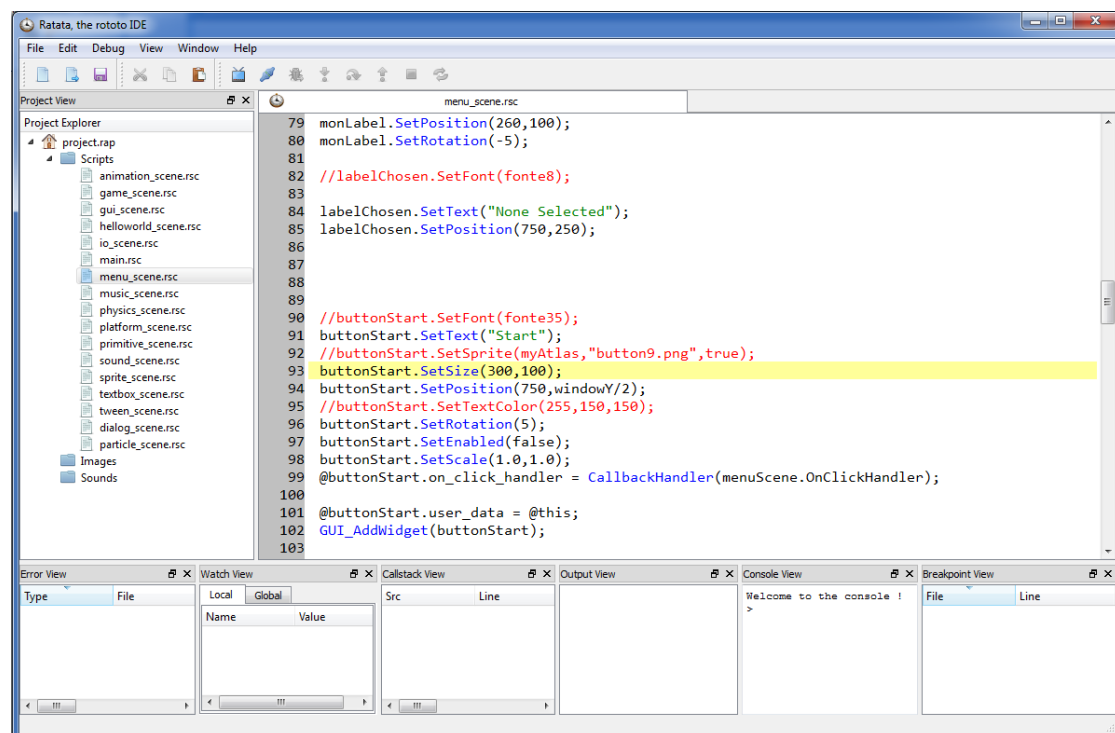 Ratata, the rototo IDE
File Edit Debug View Window Help
Project View
menu_scene.rsc
Project Explorer
project.rap
Scripts
animation_scene.rsc
game_scene.rsc
gui_scene.rsc
helloworld_scene.rsc
io_scene.rsc
main.rsc
menu_scene.rsc
music_scene.rsc
physics_scene.rsc
platform_scene.rsc
primitive_scene.rsc
sound_scene.rsc
sprite_scene.rsc
textbox_scene.rsc
tween_scene.rsc
dialog_scene.rsc
particle_scene.rsc
Images
Sounds
79 monLabel.SetPosition(260,100);
80 monLabel.SetRotation(-5);
81
82 //labelChosen.SetFont(fonte8);
83
84 labelChosen.SetText("None Selected");
85 labelChosen.SetPosition(750,250);
86
87
88
89
90 //buttonStart.SetFont(fonte35);
91 buttonStart.SetText("Start");
92 //buttonStart.SetSprite(myAtlas,"button9.png",true);
93 buttonStart.SetSize(300,100);
94 buttonStart.SetPosition(750,windowY/2);
95 //buttonStart.SetTextColor(255,150,150);
96 buttonStart.SetRotation(5);
97 buttonStart.SetEnabled(false);
98 buttonStart.SetScale(1.0,1.0);
99 @buttonStart.on_click_handler = CallbackHandler(menuScene.OnClickHandler);
100
101 @buttonStart.user_data = @this;
102 GUI_AddWidget(buttonStart);
103
Error View Watch View Callstack View Output View Console View Breakpoint View
Type File Local Global Src Line Welcome to the console ! File Line
>
Name Value